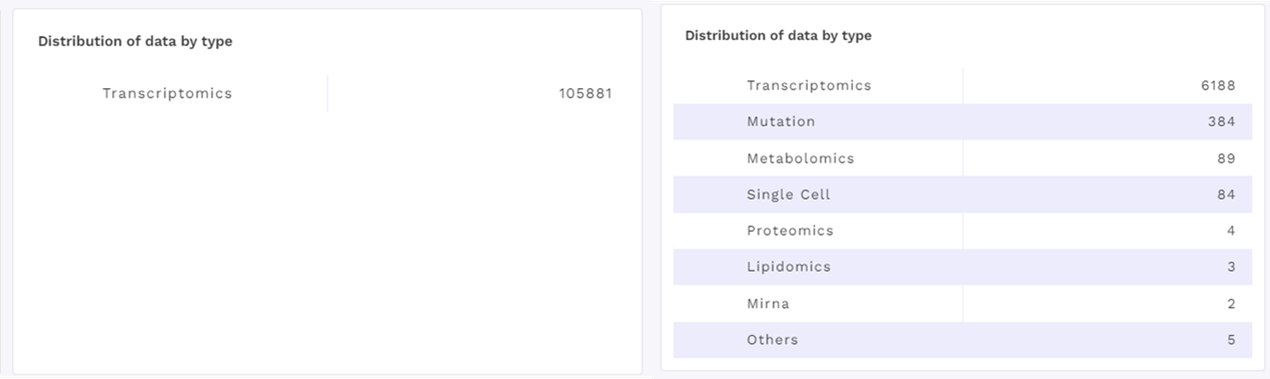 Distribution of data by type
Transcriptomics 105881
Distribution of data by type
Transcriptomics 6188
Mutation 384
Metabolomics 89
Single Cell 84
Proteomics 4
Lipidomics 3
Mirna 2
Others 5